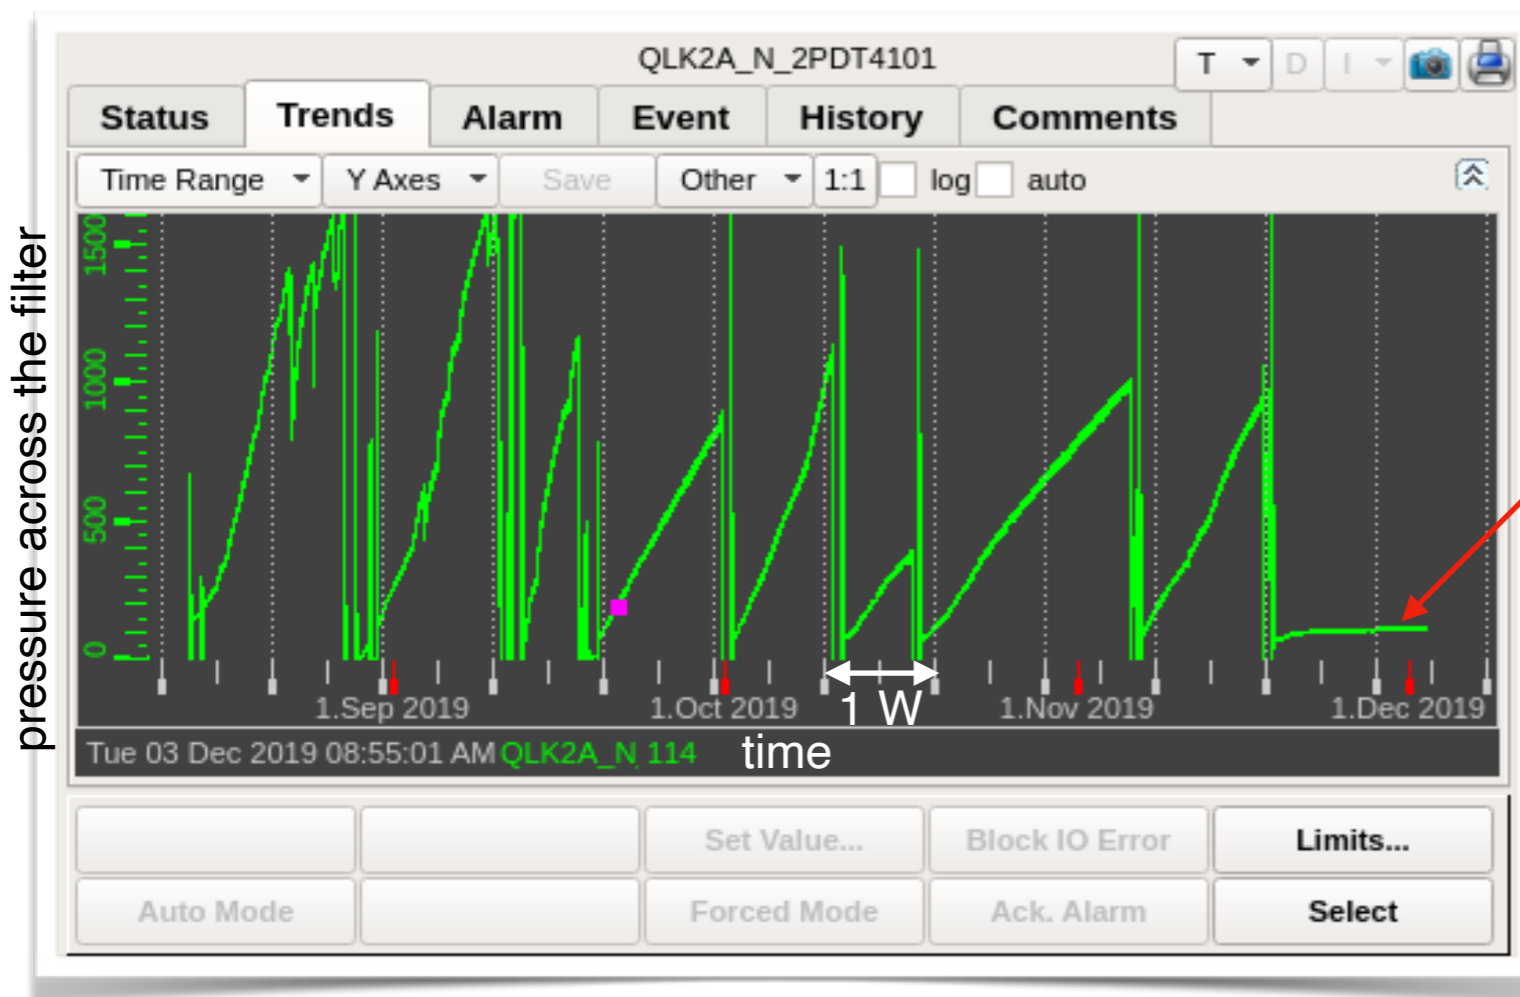 QLK2A_N_2PDT4101
T D I
Status Trends Alarm Event History Comments
Time Range Y Axes Save Other 1:1 log auto
pressure across the filter
1500
1000
500
0
1.Sep 2019 1.Oct 2019 1 W 1.Nov 2019 1.Dec 2019
Tue 03 Dec 2019 08:55:01 AM QLK2A_N 114 time
Set Value... Block IO Error Limits...
Auto Mode Forced Mode Ack. Alarm Select